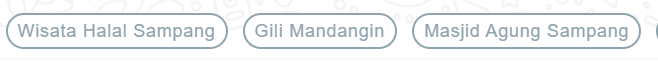 Wisata Halal Sampang
Gili Mandangin
Masjid Agung Sampang